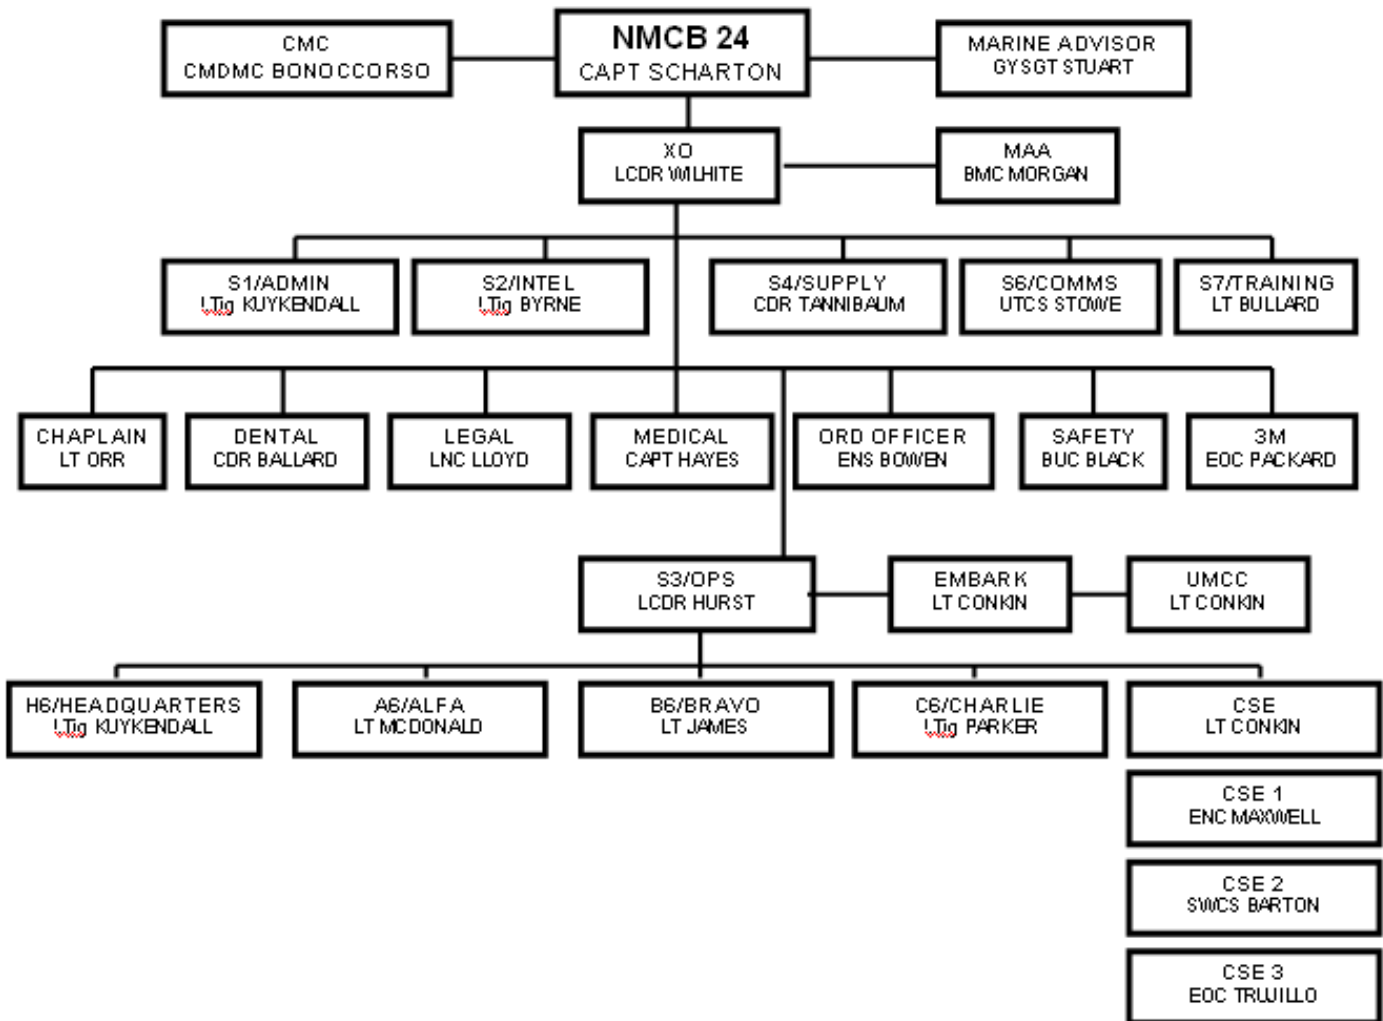 CMC
CMDMC BONOCCORSO
NMCB 24
CAPT SCHARTON
MARINE ADVISOR
GYSGT STUART
XO
LCDR WILHITE
MAA
BMC MORGAN
S1/ADMIN
LTjg KUYKENDALL
S2/INTEL
LTjg BYRNE
S4/SUPPLY
CDR TANNIBAUM
S6/COMMS
UTCS STOWE
S7/TRAINING
LT BULLARD
CHAPLAIN
LT ORR
DENTAL
CDR BALLARD
LEGAL
LNC LLOYD
MEDICAL
CAPT HAYES
ORD OFFICER
ENS BOWEN
SAFETY
BUC BLACK
3M
EOC PACKARD
S3/OPS
LCDR HURST
EMBARK
LT CONKIN
UMCC
LT CONKIN
H6/HEADQUARTERS
LTjg KUYKENDALL
A6/ALFA
LT MCDONALD
B6/BRAVO
LT JAMES
C6/CHARLIE
LTjg PARKER
CSE
LT CONKIN
CSE 1
ENC MAXWELL
CSE 2
SWCS BARTON
CSE 3
EOC TRUJILLO